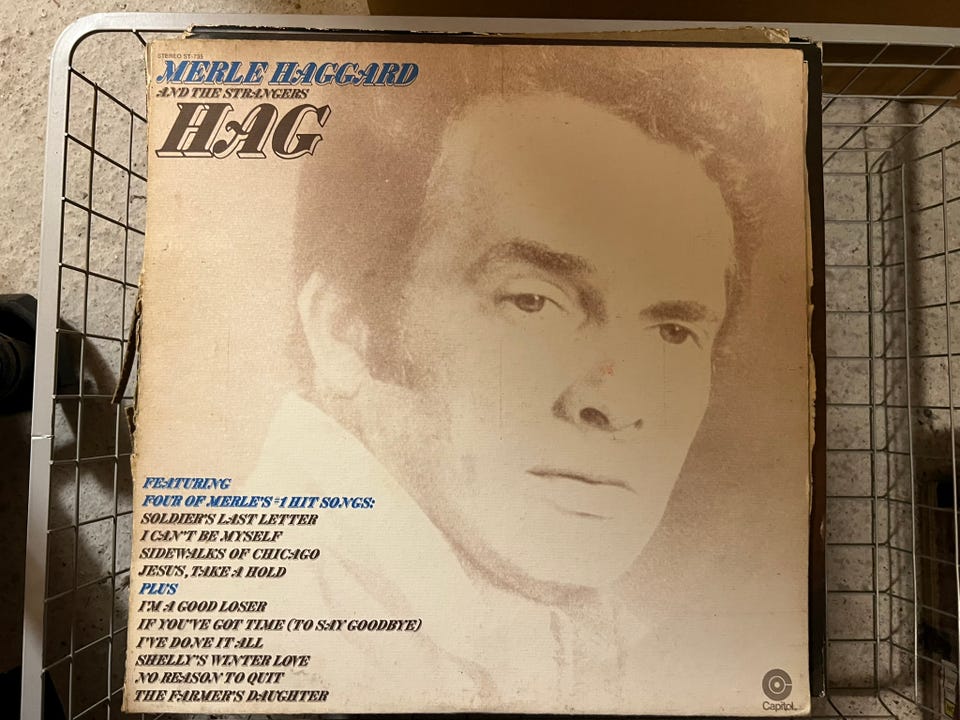 STEREO ST-735
MERLE HAGGARD
AND THE STRANGERS
HAG
FEATURING
FOUR OF MERLE'S #1 HIT SONGS:
SOLDIER'S LAST LETTER
I CAN'T BE MYSELF
SIDEWALKS OF CHICAGO
JESUS, TAKE A HOLD
PLUS
I'M A GOOD LOSER
IF YOU'VE GOT TIME (TO SAY GOODBYE)
I'VE DONE IT ALL
SHELLY'S WINTER LOVE
NO REASON TO QUIT
THE FARMER'S DAUGHTER
Capitol